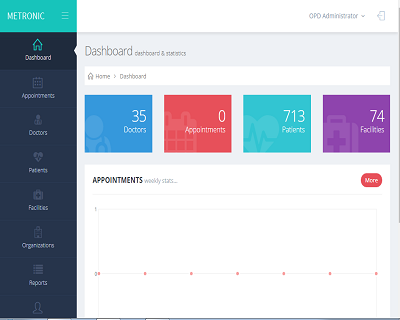 METRONIC
OPD Administrator
Dashboard
Appointments
Doctors
Patients
Facilities
Organizations
Reports
Dashboard dashboard & statistics
Home > Dashboard
35
Doctors
0
Appointments
713
Patients
74
Facilities
APPOINTMENTS weekly stats...
More
1
0